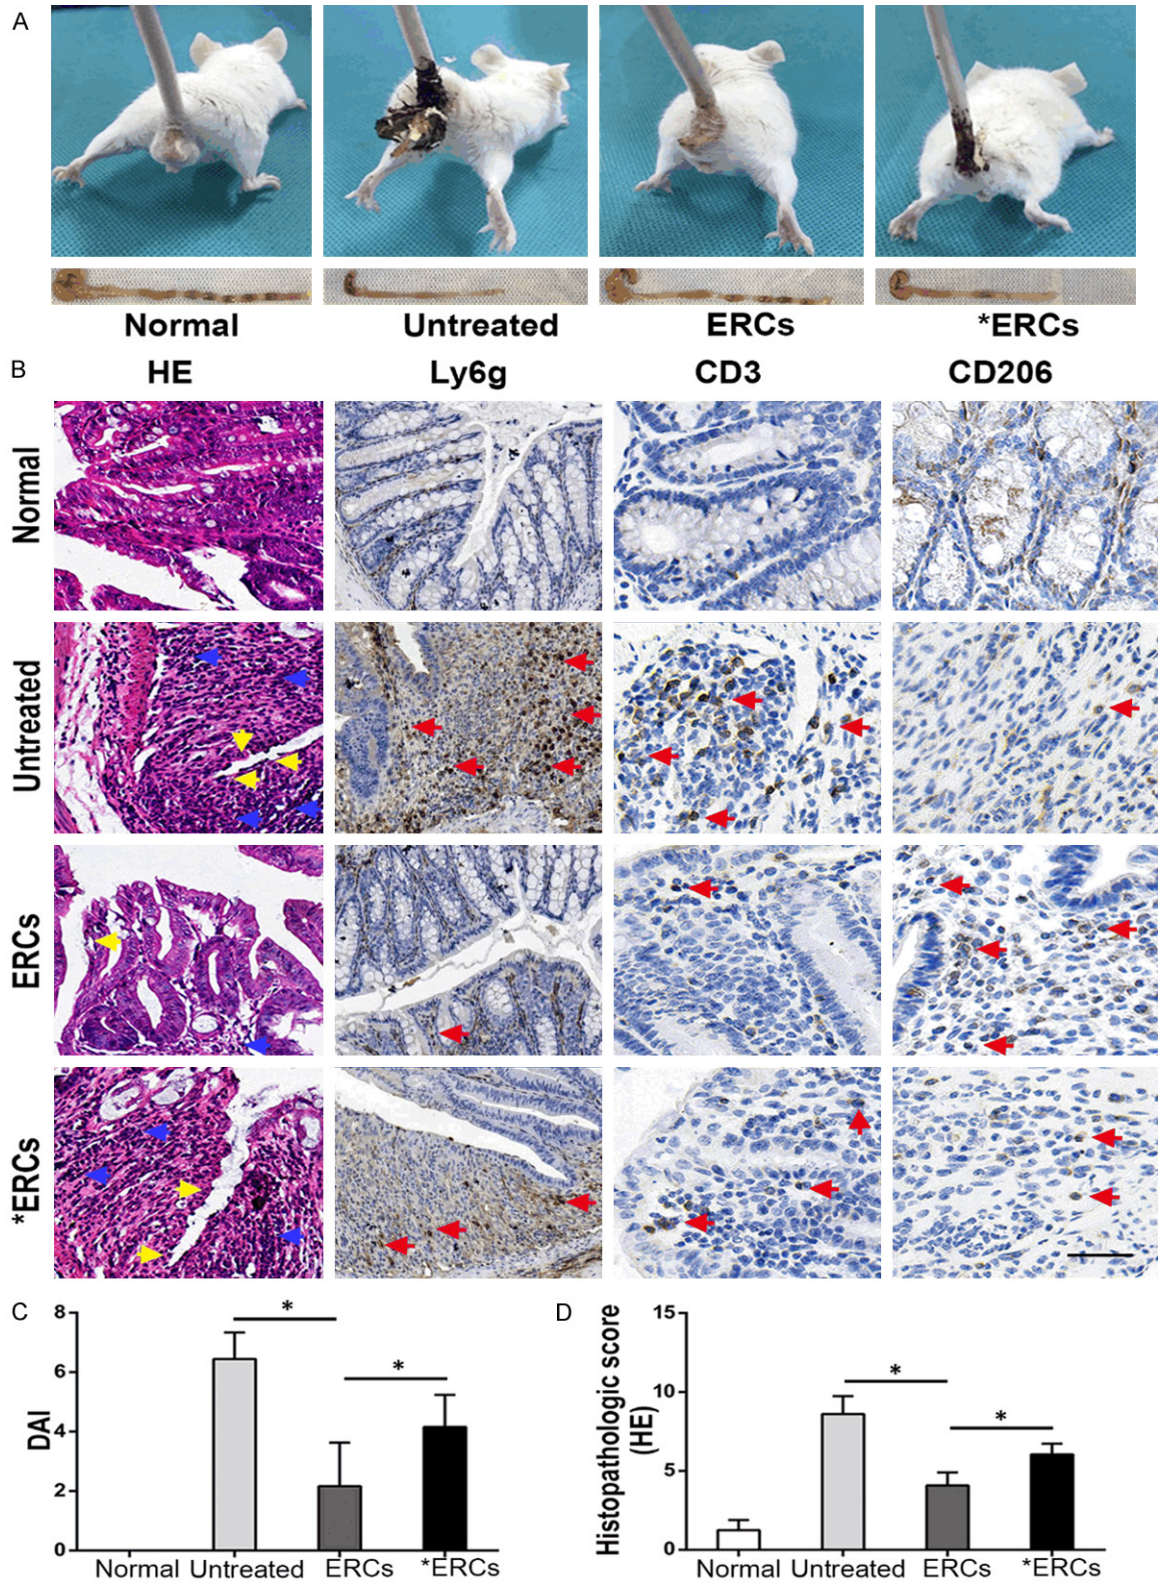 A
Normal Untreated ERCs *ERCs
B
HE Ly6g CD3 CD206
Normal
Untreated
ERCs
*ERCs
C
DAI
8
6
4
2
0
*
*
Normal Untreated ERCs *ERCs
D
Histopathologic score
(HE)
15
10
5
0
*
*
Normal Untreated ERCs *ERCs